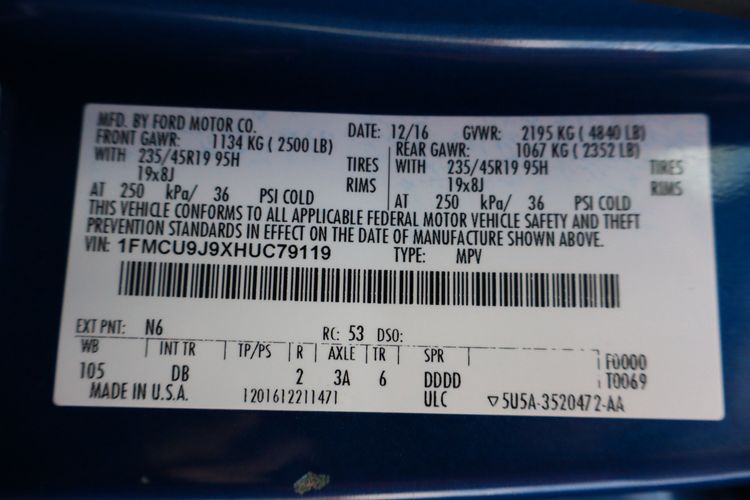 MFD. BY FORD MOTOR CO. DATE: 12/16 GVWR: 2195 KG ( 4840 LB)
FRONT GAWR: 1134 KG ( 2500 LB) REAR GAWR: 1067 KG ( 2352 LB)
WITH 235/45R19 95H TIRES WITH 235/45R19 95H TIRES
19x8J RIMS 19x8J RIMS
AT 250 kPa/ 36 PSI COLD AT 250 kPa/ 36 PSI COLD
THIS VEHICLE CONFORMS TO ALL APPLICABLE FEDERAL MOTOR VEHICLE SAFETY AND THEFT
PREVENTION STANDARDS IN EFFECT ON THE DATE OF MANUFACTURE SHOWN ABOVE.
VIN: 1FMCU9J9XHUC79119 TYPE: MPV
EXT PNT: N6 RC: 53 DSO:
WB INT TR TP/PS R AXLE TR SPR F0000
105 DB 2 3A 6 DDDD T0069
MADE IN U.S.A. 1201612211471 ULC ▽5U5A-3520472-AA